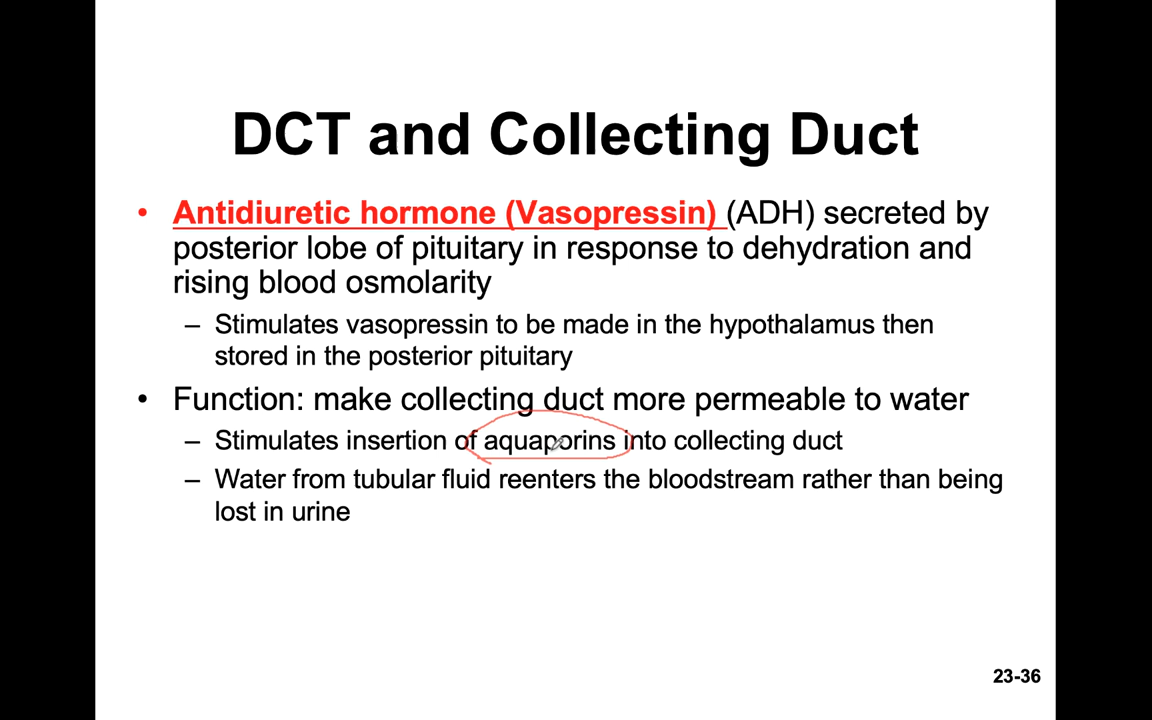 DCT and Collecting Duct
• Antidiuretic hormone (Vasopressin) (ADH) secreted by
posterior lobe of pituitary in response to dehydration and
rising blood osmolarity
– Stimulates vasopressin to be made in the hypothalamus then
stored in the posterior pituitary
• Function: make collecting duct more permeable to water
– Stimulates insertion of aquaporins into collecting duct
– Water from tubular fluid reenters the bloodstream rather than being
lost in urine
23-36